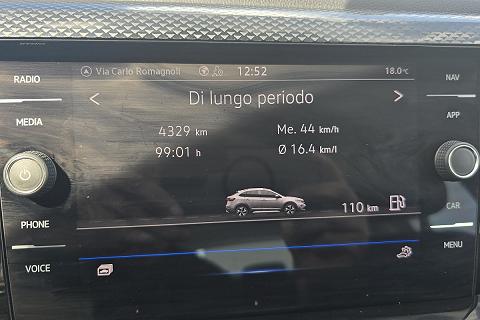 RADIO
MEDIA
PHONE
VOICE
Via Carlo Romagnoli
12:52
18.0°C
Di lungo periodo
4329 km
Me. 44 km/h
99:01 h
Ø 16.4 km/l
110 km
NAV
APP
CAR
MENU